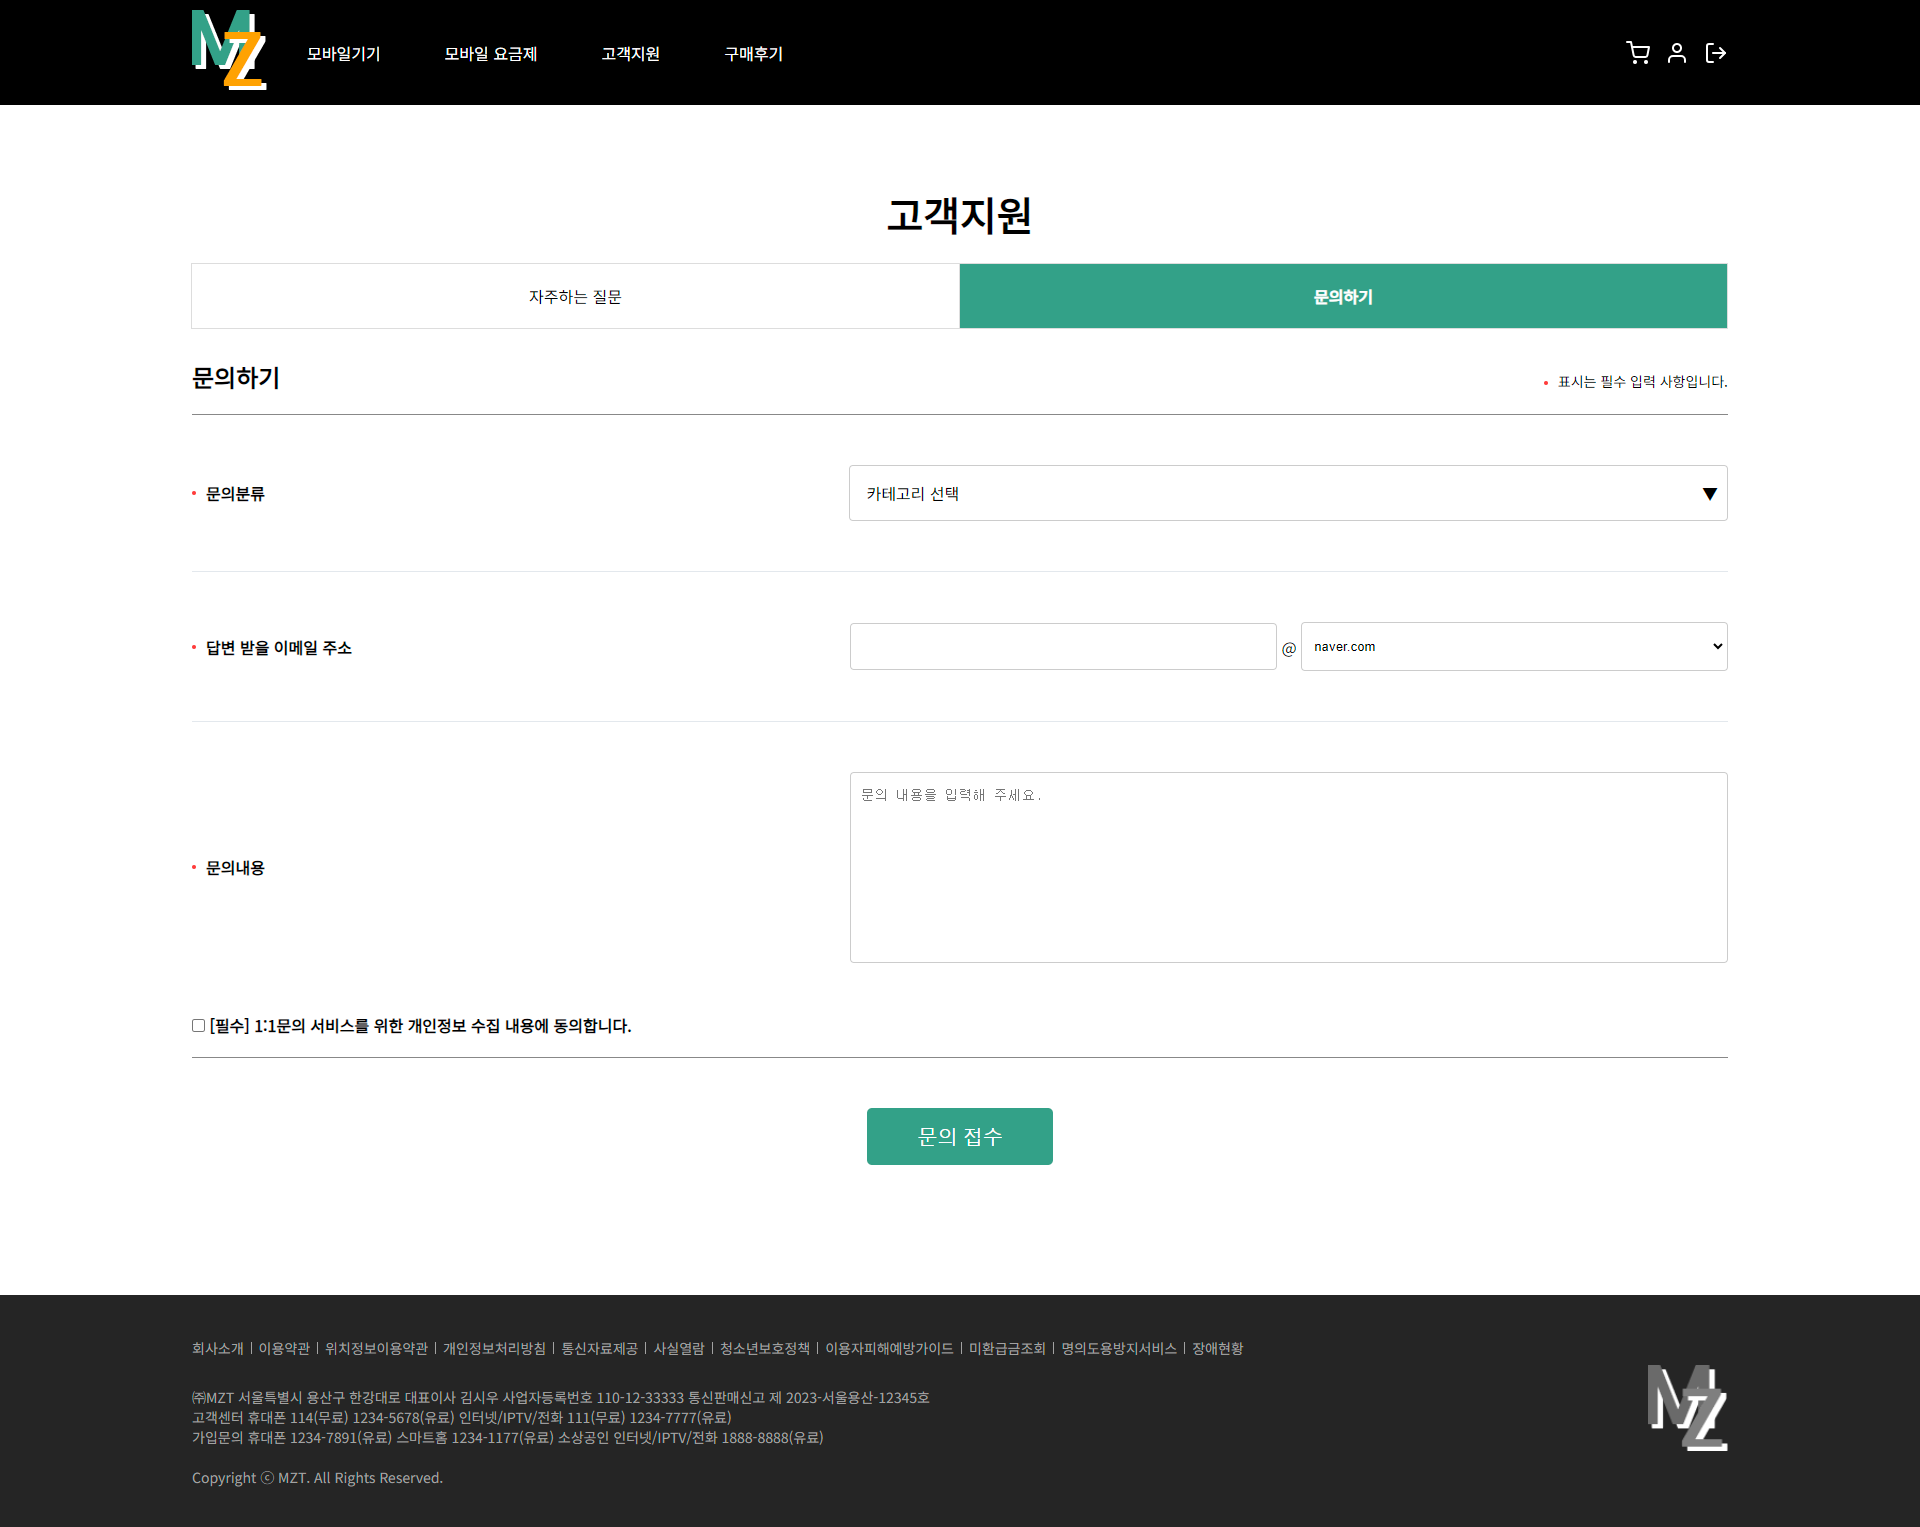 MZ
모바일기기 모바일 요금제 고객지원 구매후기
고객지원
자주하는 질문 문의하기
문의하기
• 표시는 필수 입력 사항입니다.
• 문의분류
카테고리 선택 ▼
• 답변 받을 이메일 주소
@ naver.com
문의 내용을 입력해 주세요.
• 문의내용
[필수] 1:1문의 서비스를 위한 개인정보 수집 내용에 동의합니다.
문의 접수
회사소개 | 이용약관 | 위치정보이용약관 | 개인정보처리방침 | 통신자료제공 | 사실열람 | 청소년보호정책 | 이용자피해예방가이드 | 미환급금조회 | 명의도용방지서비스 | 장애현황
㈜MZT 서울특별시 용산구 한강대로 대표이사 김시우 사업자등록번호 110-12-33333 통신판매신고 제 2023-서울용산-12345호
고객센터 휴대폰 114(무료) 1234-5678(유료) 인터넷/IPTV/전화 111(무료) 1234-7777(유료)
가입문의 휴대폰 1234-7891(유료) 스마트홈 1234-1177(유료) 소상공인 인터넷/IPTV/전화 1888-8888(유료)
Copyright ⓒ MZT. All Rights Reserved.
MZ